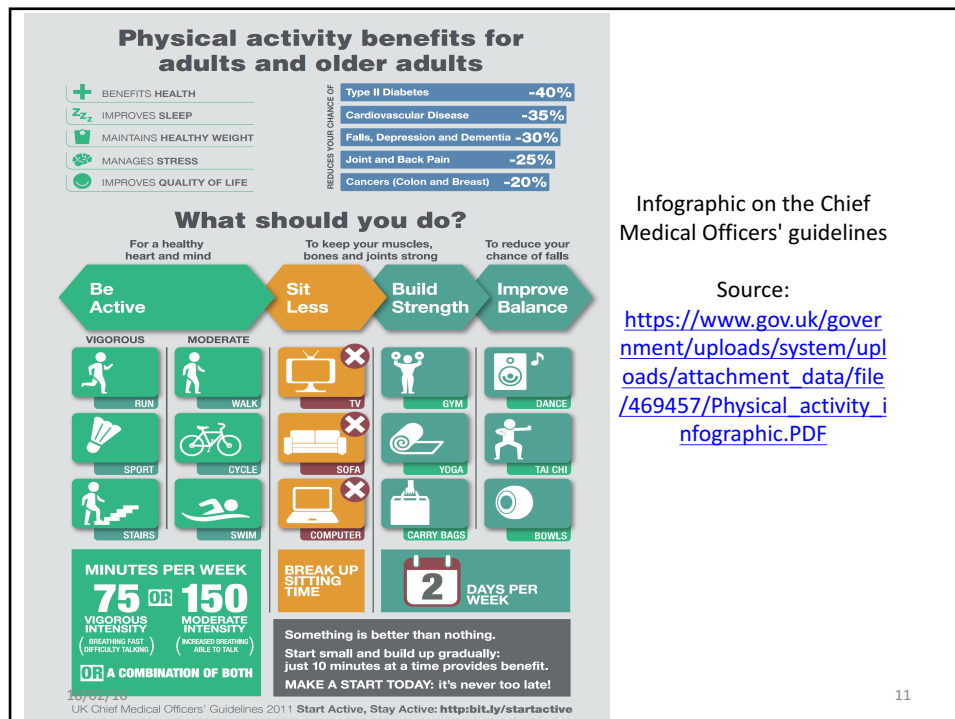 Physical activity benefits for
adults and older adults
BENEFITS HEALTH
ZZZ IMPROVES SLEEP
MAINTAINS HEALTHY WEIGHT
MANAGES STRESS
IMPROVES QUALITY OF LIFE
REDUCES YOUR CHANCE OF
Type II Diabetes -40%
Cardiovascular Disease -35%
Falls, Depression and Dementia -30%
Joint and Back Pain -25%
Cancers (Colon and Breast) -20%
What should you do?
For a healthy
heart and mind
To keep your muscles,
bones and joints strong
To reduce your
chance of falls
Be
Active
Sit
Less
Build
Strength
Improve
Balance
VIGOROUS MODERATE
RUN WALK TV GYM DANCE
SPORT CYCLE SOFA YOGA TAI CHI
STAIRS SWIM COMPUTER CARRY BAGS BOWLS
MINUTES PER WEEK
75 OR 150
VIGOROUS
INTENSITY
(BREATHING FAST
DIFFICULTY TALKING)
MODERATE
INTENSITY
(INCREASED BREATHING
ABLE TO TALK)
OR A COMBINATION OF BOTH
BREAK UP
SITTING
TIME
2 DAYS PER
WEEK
Something is better than nothing.
Start small and build up gradually:
just 10 minutes at a time provides benefit.
MAKE A START TODAY: it's never too late!
UK Chief Medical Officers' Guidelines 2011 Start Active, Stay Active: http:bit.ly/startactive
Infographic on the Chief
Medical Officers' guidelines
Source:
https://www.gov.uk/gover
nment/uploads/system/upl
oads/attachment_data/file
/469457/Physical_activity_i
nfographic.PDF
18/02/16
11